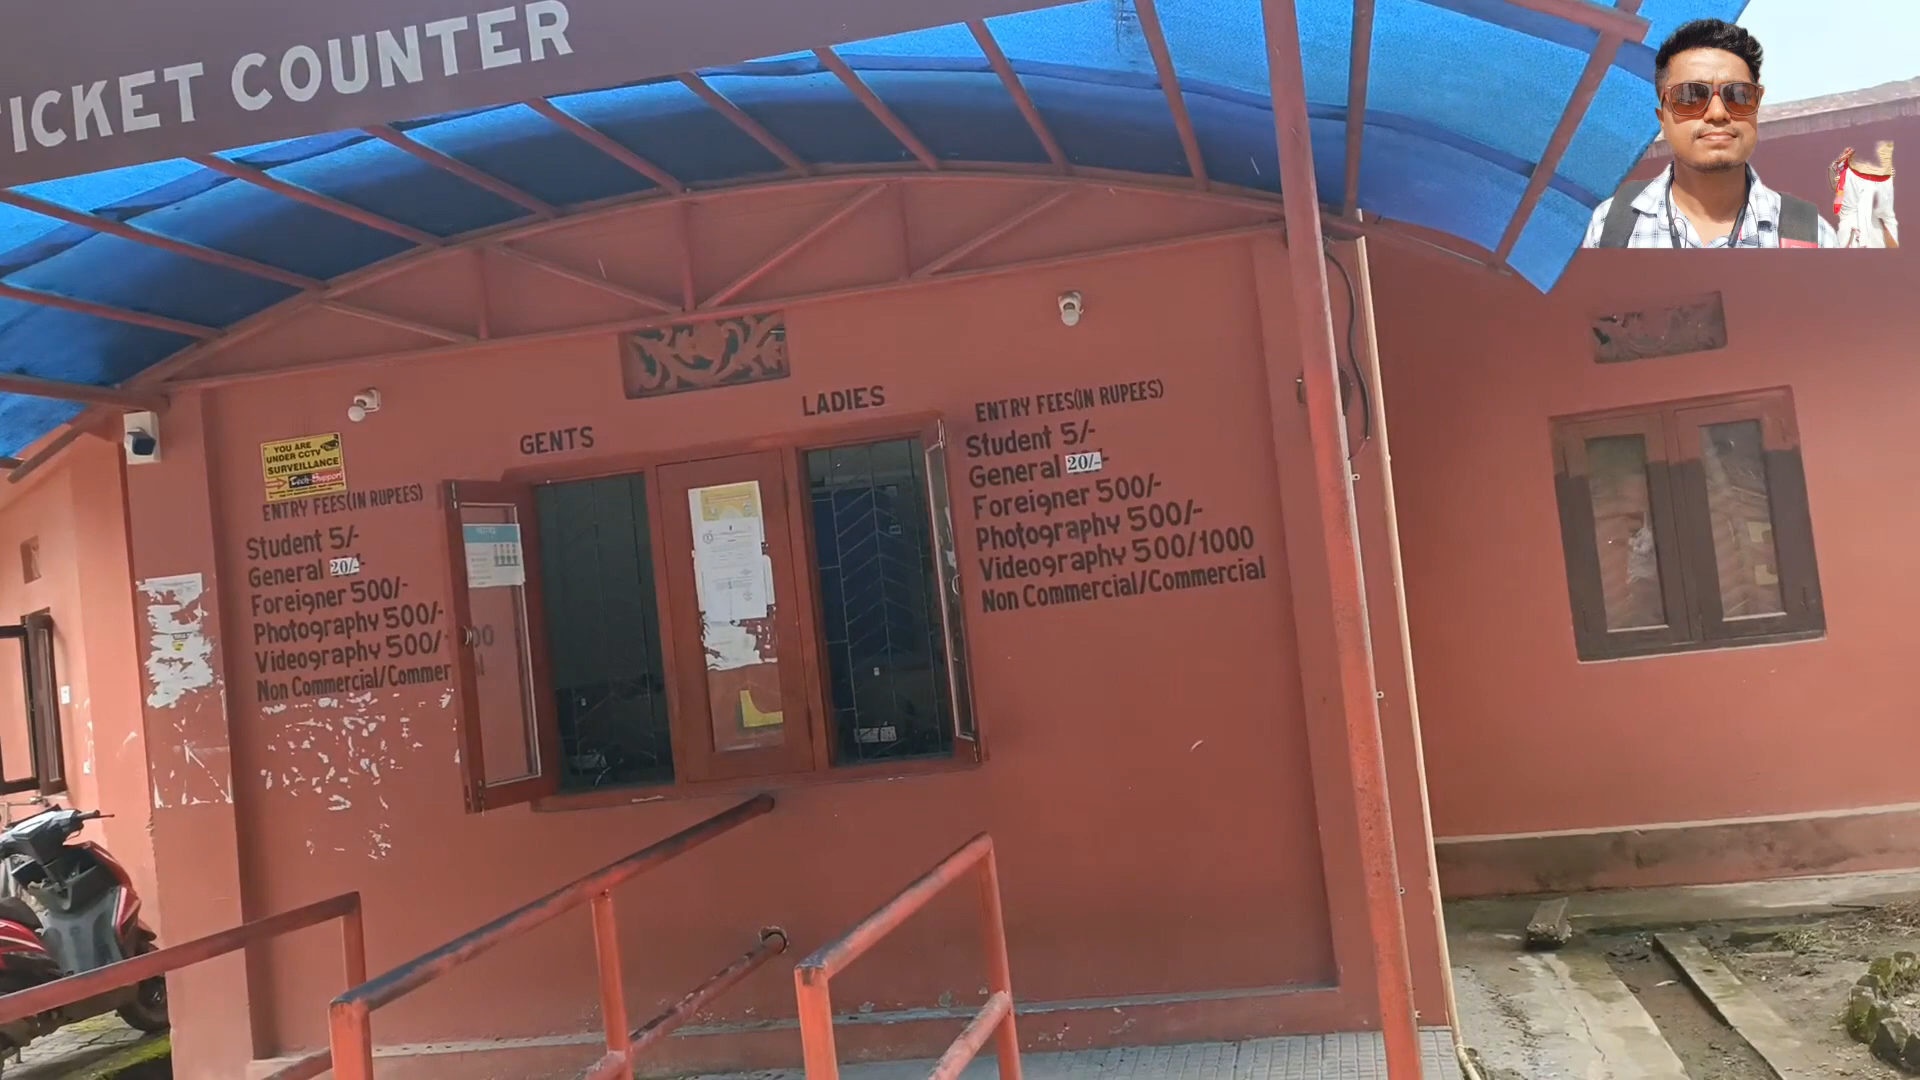 TICKET COUNTER
YOU ARE
UNDER CCTV
SURVEILLANCE
Tech-Support
GENTS
LADIES
ENTRY FEES(IN RUPEES)
Student 5/-
General 20/-
Foreigner 500/-
Photography 500/-
Videography 500/
Non Commercial/Commer
ENTRY FEES(IN RUPEES)
Student 5/-
General 20/-
Foreigner 500/-
Photography 500/-
Videography 500/1000
Non Commercial/Commercial